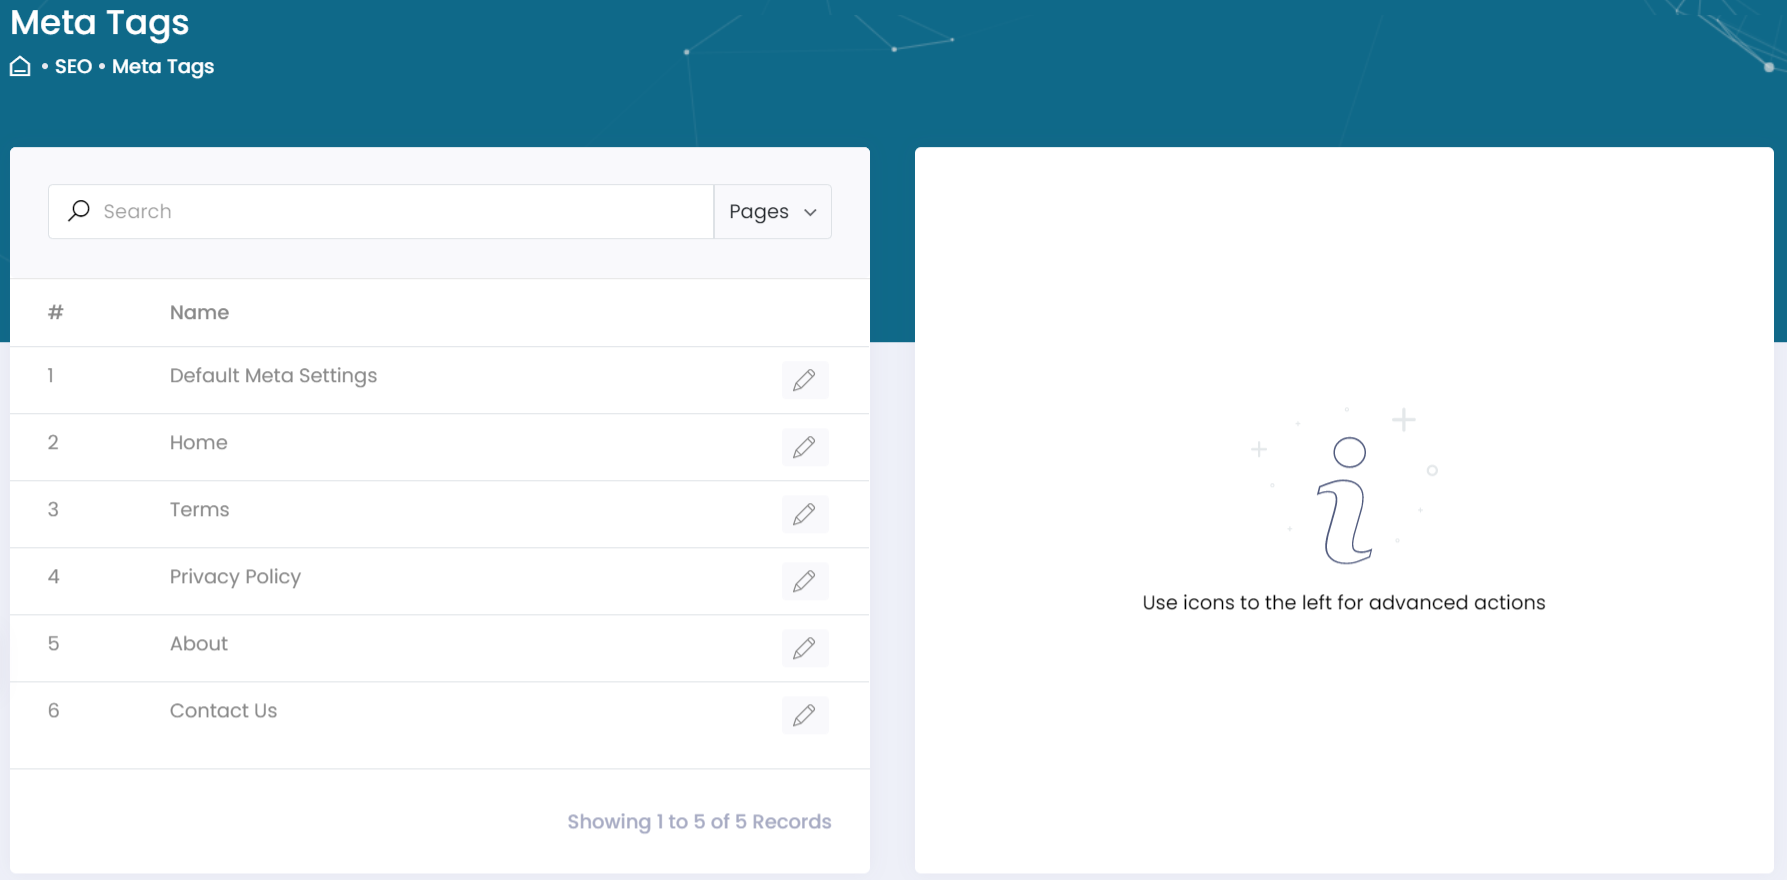 Meta Tags
• SEO • Meta Tags
Search
Pages
# Name
1 Default Meta Settings
2 Home
3 Terms
4 Privacy Policy
5 About
6 Contact Us
Showing 1 to 5 of 5 Records
i
Use icons to the left for advanced actions